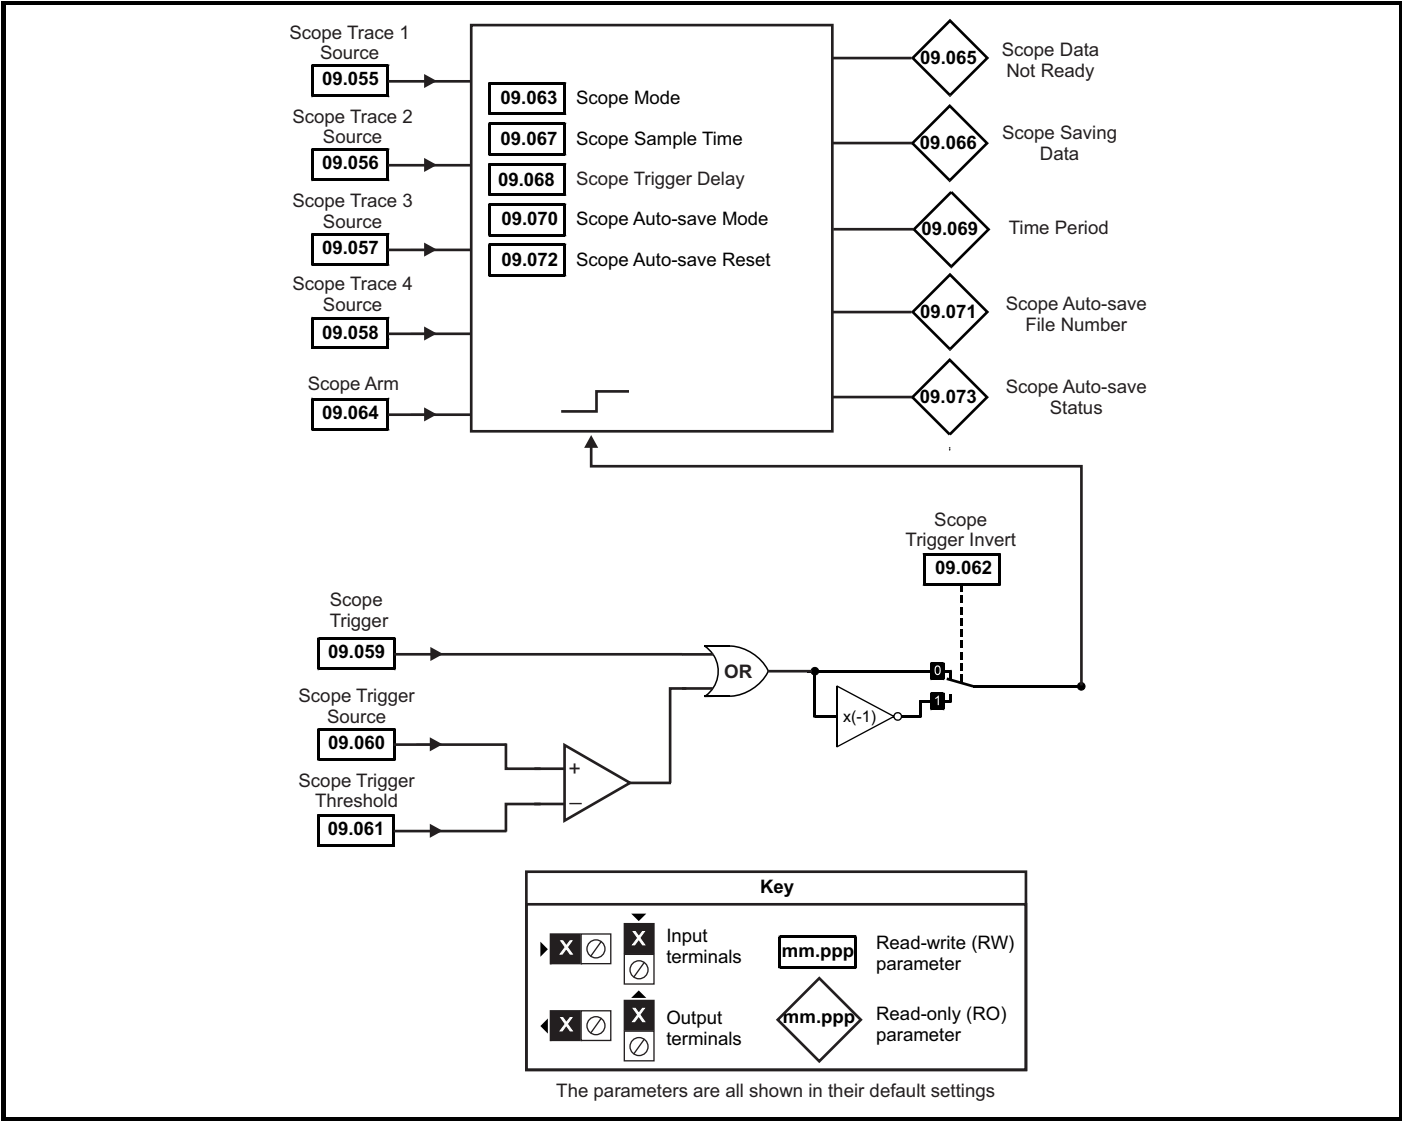 Scope Trace 1
Source
09.055
Scope Trace 2
Source
09.056
Scope Trace 3
Source
09.057
Scope Trace 4
Source
09.058
Scope Arm
09.064
09.063 Scope Mode
09.067 Scope Sample Time
09.068 Scope Trigger Delay
09.070 Scope Auto-save Mode
09.072 Scope Auto-save Reset
09.065
Scope Data
Not Ready
09.066
Scope Saving
Data
09.069
Time Period
09.071
Scope Auto-save
File Number
09.073
Scope Auto-save
Status
Scope
Trigger Invert
09.062
Scope
Trigger
09.059
Scope Trigger
Source
09.060
Scope Trigger
Threshold
09.061
+
–
OR
x(-1)
0
1
Key
X
X
Input
terminals
mm.ppp
Read-write (RW)
parameter
X
X
Output
terminals
mm.ppp
Read-only (RO)
parameter
The parameters are all shown in their default settings